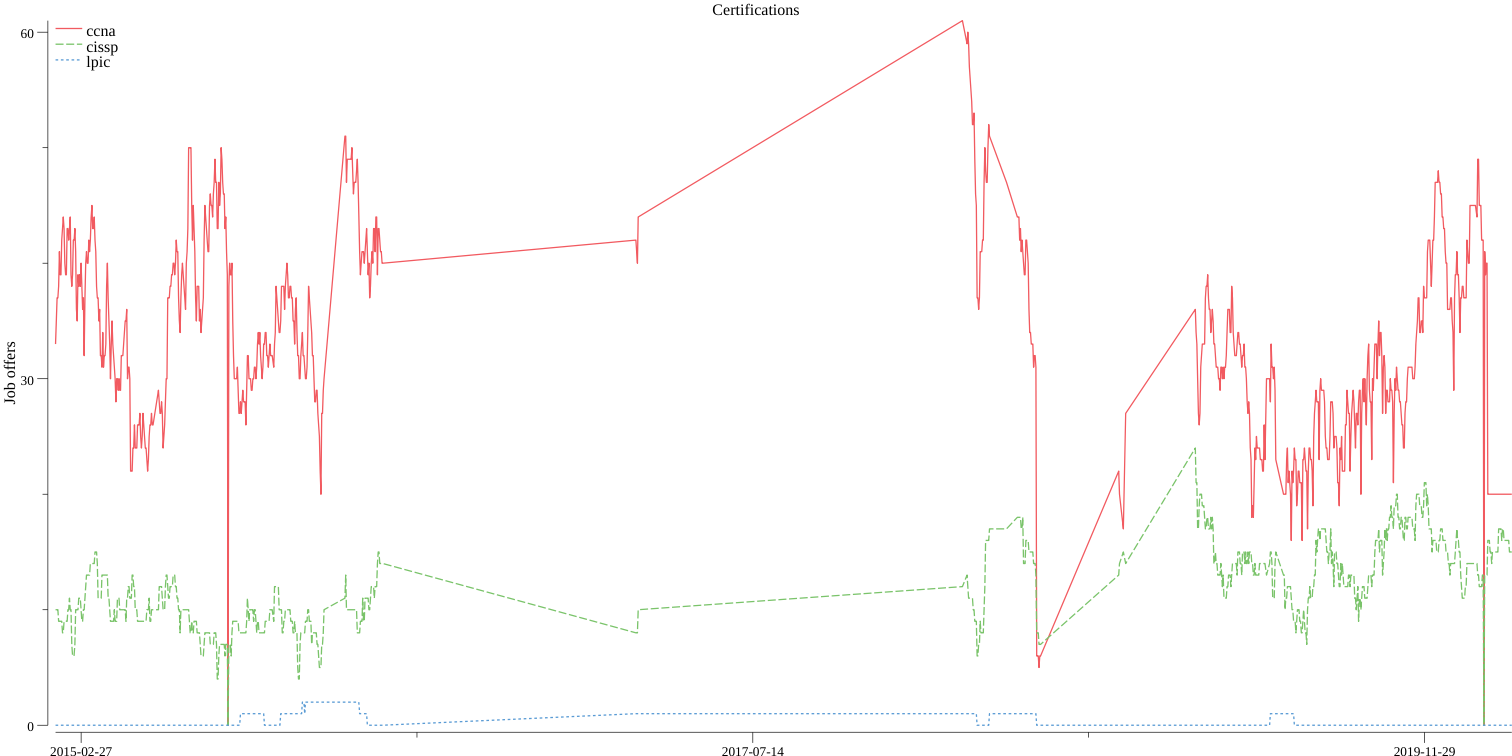 Certifications
60
ccna
cissp
lpic
30
Job offers
0
2015-02-27
2017-07-14
2019-11-29